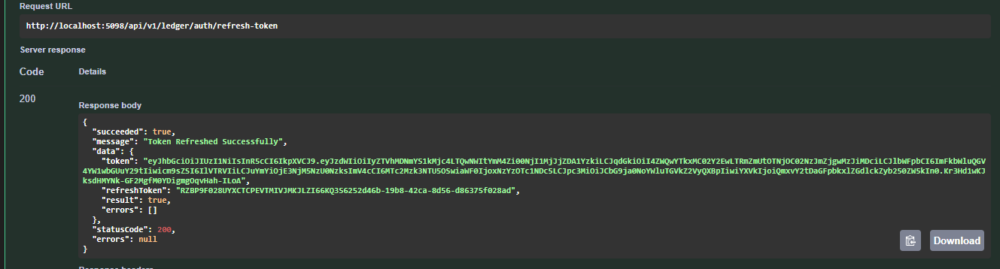 Request URL
http://localhost:5098/api/v1/ledger/auth/refresh-token
Server response
Code Details
200
Response body
{
"succeeded": true,
"message": "Token Refreshed Successfully",
"data": {
"token": "eyJhbGciOiJIUzI1NiIsInR5cCI6IkpXVCJ9.eyJzdWIiOiIyZTVhMDNmYS1kMjc4LTQwNWItYmM4Zi00NjI1MjJjZDA1YzkiLCJqdGkiOiI4ZWQwYTkxMC02Y2EwLTRmZmUtOTNjOC02NzJmZjgwMzJiMDciLCJlbWFpbCI6ImFkbWluQGV
4YW1wbGUuY29tIiwicm9sZSI6IlVTRVIiLCJuYmYiOjE3NjM5NzU0NzksImV4cCI6MTc2Mzk3NTU5OSwiaWF0IjoxNzYzOTc1NDc5LCJpc3MiOiJCbG9ja0NoYWluTGVkZ2VyQXBpIiwiYXVkIjoiQmxvY2tDaGFpbkxlZGdlckZyb250ZW5kIn0.Kr3Hd1wKJ
ksdHMYNk-GF2MgfM0YDigmgOqvHah-ILoA",
"refreshToken": "RZBP9F028UYXCTCPEVTMIVJMKJLZI66KQ356252d46b-19b8-42ca-8d56-d86375f028ad",
"result": true,
"errors": []
},
"statusCode": 200,
"errors": null
}
Download
Response headers